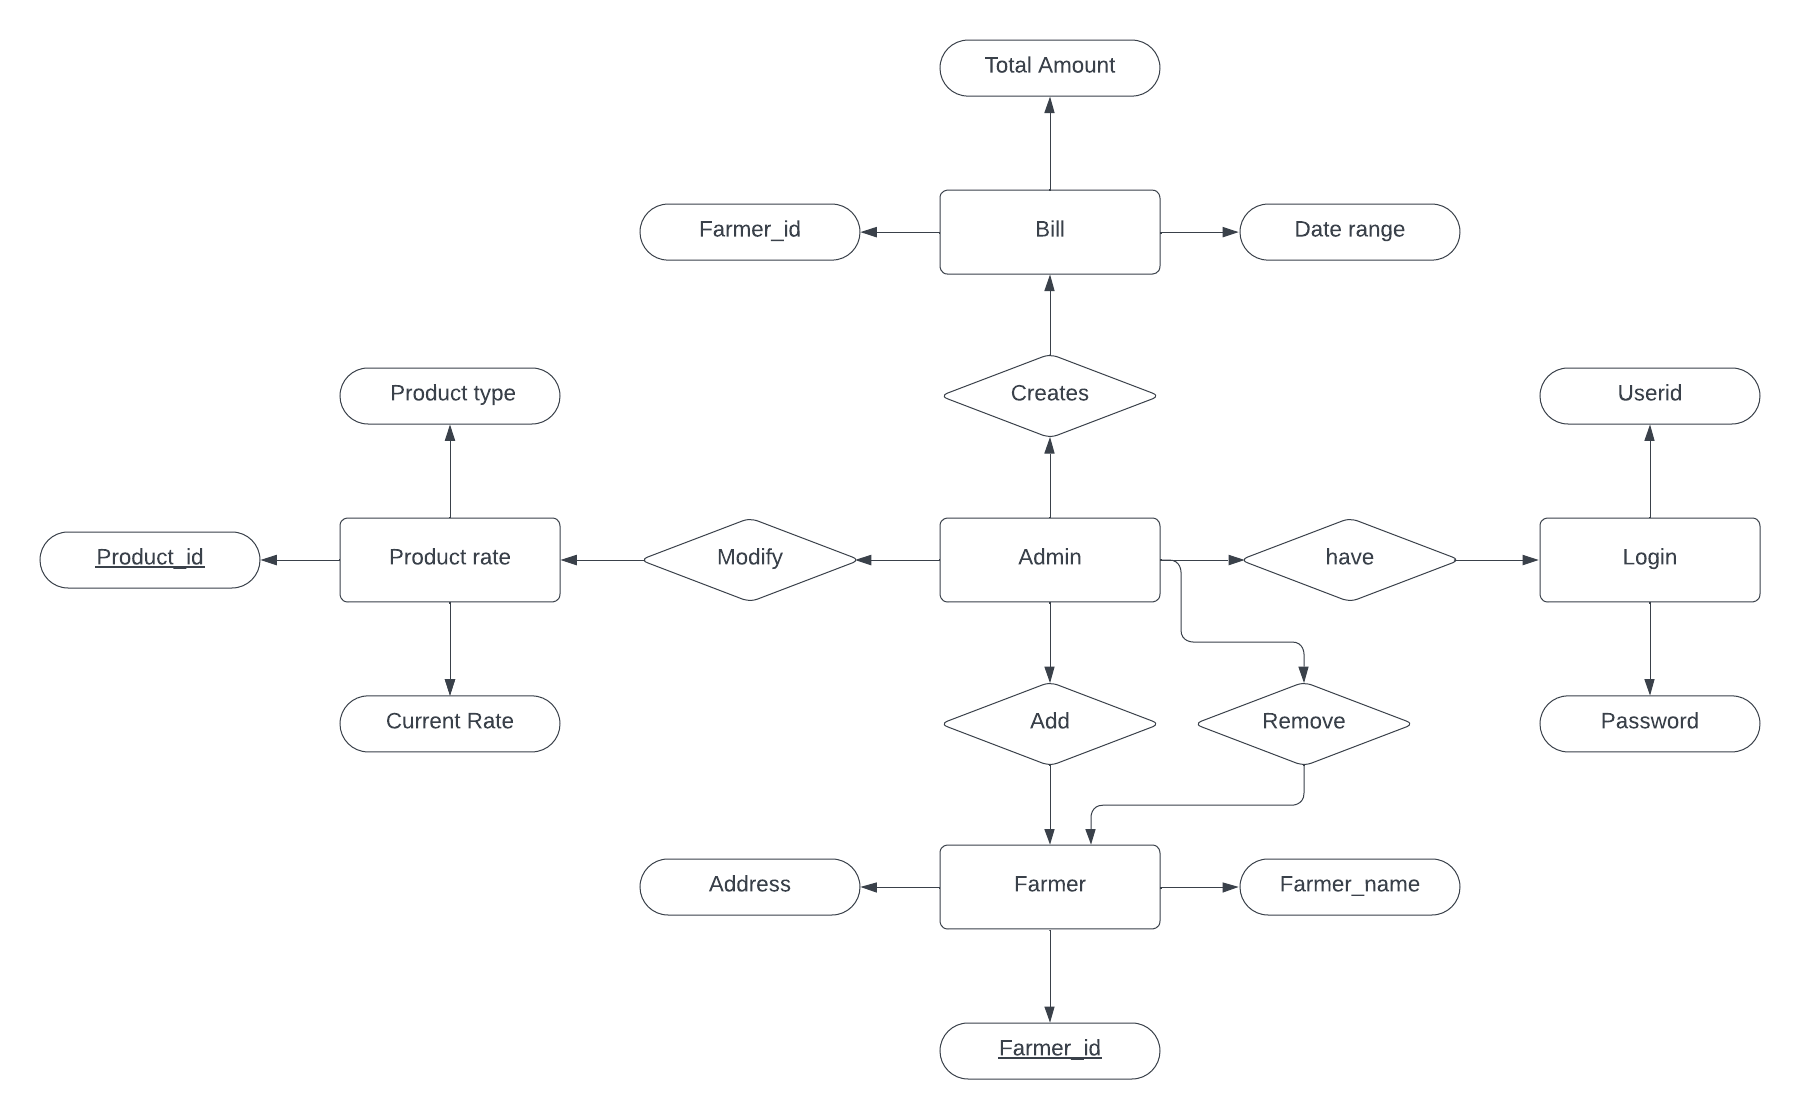 Total Amount
Farmer_id
Bill
Date range
Product type
Creates
Userid
Product_id
Product rate
Modify
Admin
have
Login
Current Rate
Add
Remove
Password
Address
Farmer
Farmer_name
Farmer_id